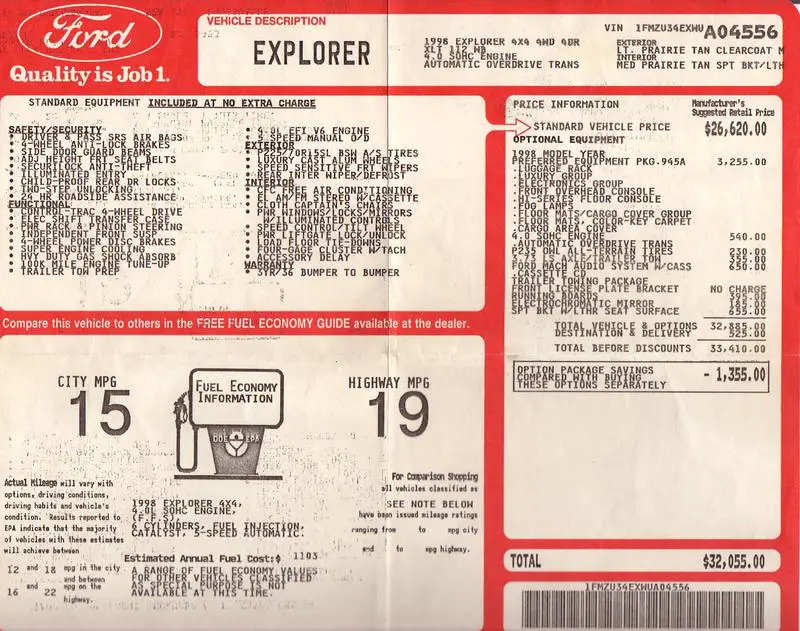 Ford
Quality is Job 1.
VEHICLE DESCRIPTION
EXPLORER
1998 EXPLORER 4X4 4WD 4DR
XLT 112 WB
4.0 SOHC ENGINE
AUTOMATIC OVERDRIVE TRANS
VIN 1FMZU34EXWUA04556
EXTERIOR
LT. PRAIRIE TAN CLEARCOAT M
INTERIOR
MED PRAIRIE TAN SPT BKT/LTH
STANDARD EQUIPMENT INCLUDED AT NO EXTRA CHARGE
SAFETY/SECURITY
• DRIVER & PASS SRS AIR BAGS
• 4-WHEEL ANTI-LOCK BRAKES
• SIDE DOOR GUARD BEAMS
• ADJ HEIGHT FRT SEAT BELTS
• SECURILOCK ANTI-THEFT
• ILLUMINATED ENTRY
• CHILD-PROOF REAR DR LOCKS
• TWO-STEP UNLOCKING
• 24 HR ROADSIDE ASSISTANCE
FUNCTIONAL
• CONTROL-TRAC 4-WHEEL DRIVE
• ELEC SHIFT TRANSFER CASE
• PWR RACK & PINION STEERING
• INDEPENDENT FRONT SUSP
• 4-WHEEL POWER DISC BRAKES
• SUPER ENGINE COOLING
• HVY DUTY GAS SHOCK ABSORB
• 100K MILE ENGINE TUNE-UP
• TRAILER TOW PREP
• 4.0L EFI V6 ENGINE
• 5 SPEED MANUAL O/D
EXTERIOR
• P225/70R15SL BSW A/S TIRES
• LUXURY CAST ALUM WHEELS
• SPEED SENSITIVE FRT WIPERS
• REAR INTER WIPER/DEFROST
INTERIOR
• CFC FREE AIR CONDITIONING
• EL AM/FM STEREO W/CASSETTE
• CLOTH CAPTAIN'S CHAIRS
• PWR WINDOWS/LOCKS/MIRRORS
W/ILLUMINATED CONTROLS
• SPEED CONTROL/TILT WHEEL
• PWR LIFTGATE LOCK/UNLOCK
• LOAD FLOOR TIE-DOWNS
• FOUR-GAGE CLUSTER W/TACH
• ACCESSORY DELAY
WARRANTY
• 3YR/36 BUMPER TO BUMPER
PRICE INFORMATION
Manufacturer's
Suggested Retail Price
STANDARD VEHICLE PRICE $26,620.00
OPTIONAL EQUIPMENT
1998 MODEL YEAR
PREFERRED EQUIPMENT PKG.945A 3,255.00
.LUGGAGE RACK
.LUXURY GROUP
.ELECTRONICS GROUP
.FRONT OVERHEAD CONSOLE
.HI-SERIES FLOOR CONSOLE
.FOG LAMPS
.FLOOR MATS/CARGO COVER GROUP
.FLOOR MATS, COLOR-KEY CARPET
.CARGO AREA COVER
4.0 SOHC ENGINE 540.00
.AUTOMATIC OVERDRIVE TRANS
P235 OWL ALL-TERRAIN TIRES 230.00
3.73 LS AXLE/TRAILER TOW 355.00
FORD MACH AUDIO SYSTEM W/CASS 650.00
.CASSETTE CD
TRAILER TOWING PACKAGE
FRONT LICENSE PLATE BRACKET NO CHARGE
RUNNING BOARDS 395.00
ELECTROCHROMATIC MIRROR 185.00
SPT BKT W/LTHR SEAT SURFACE 655.00
TOTAL VEHICLE & OPTIONS 32,885.00
DESTINATION & DELIVERY 525.00
TOTAL BEFORE DISCOUNTS 33,410.00
OPTION PACKAGE SAVINGS
COMPARED WITH BUYING
THESE OPTIONS SEPARATELY - 1,355.00
Compare this vehicle to others in the FREE FUEL ECONOMY GUIDE available at the dealer.
CITY MPG
15
FUEL ECONOMY
INFORMATION
DOE EPA
HIGHWAY MPG
19
Actual Mileage will vary with
options, driving conditions,
driving habits and vehicle's
condition. Results reported to
EPA indicate that the majority
of vehicles with these estimates
will achieve between
12 and 18 mpg in the city
and between
16 and 22 mpg on the
highway.
1998 EXPLORER 4X4,
4.0L SOHC ENGINE,
(F.F.S),
6 CYLINDERS, FUEL INJECTION,
CATALYST, 5-SPEED AUTOMATIC.
Estimated Annual Fuel Cost:$ 1103
A RANGE OF FUEL ECONOMY VALUES
FOR OTHER VEHICLES CLASSIFIED
AS SPECIAL PURPOSE IS NOT
AVAILABLE AT THIS TIME.
For Comparison Shopping
all vehicles classified as
SEE NOTE BELOW
have been issued mileage ratings
ranging from to mpg city
and to mpg highway.
TOTAL $32,055.00
1FMZU34EXWUA04556